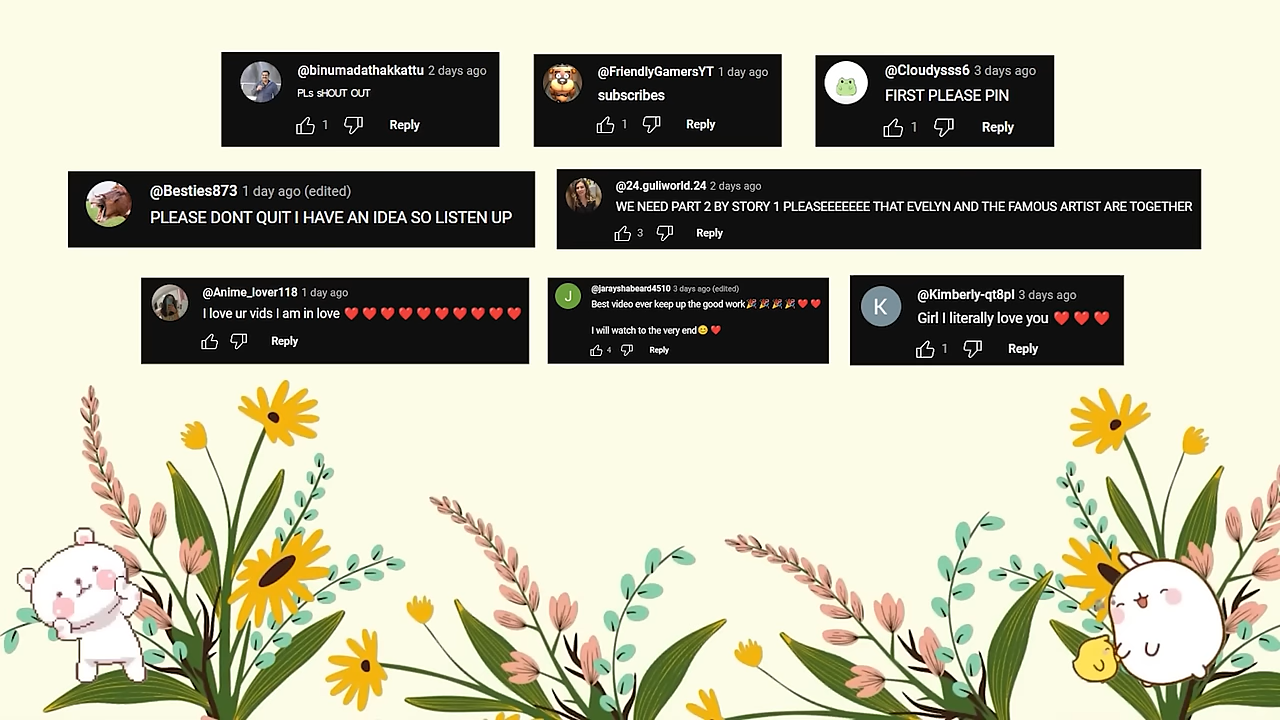 @binumadathakkattu 2 days ago
PLs sHOUT OUT
1 Reply
@FriendlyGamersYT 1 day ago
subscribes
1 Reply
@Cloudysss6 3 days ago
FIRST PLEASE PIN
1 Reply
@Besties873 1 day ago (edited)
PLEASE DONT QUIT I HAVE AN IDEA SO LISTEN UP
@24.guliworld.24 2 days ago
WE NEED PART 2 BY STORY 1 PLEASEEEEEEE THAT EVELYN AND THE FAMOUS ARTIST ARE TOGETHER
3 Reply
@Anime_lover118 1 day ago
I love ur vids I am in love ❤️❤️❤️❤️❤️❤️❤️❤️❤️❤️
Reply
J
@jarayshabeard4510 3 days ago (edited)
Best video ever keep up the good work🎉🎉🎉🎉❤️❤️
I will watch to the very end😊❤️
4 Reply
K
@Kimberly-qt8pl 3 days ago
Girl I literally love you ❤️❤️❤️
1 Reply